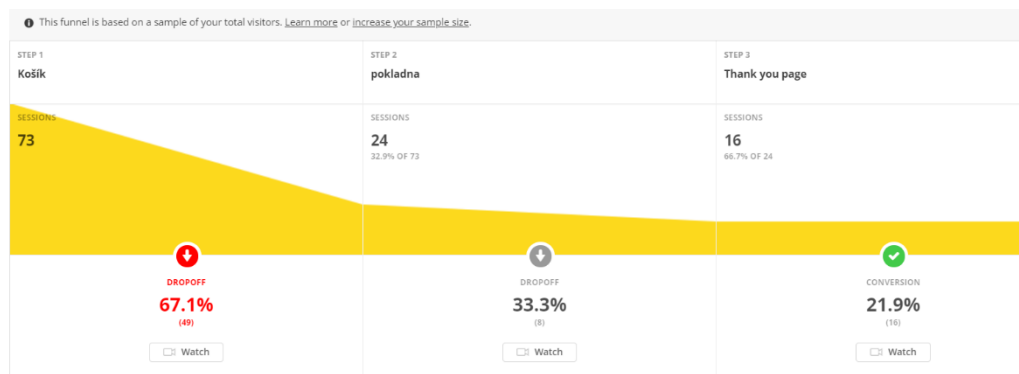 This funnel is based on a sample of your total visitors. Learn more or increase your sample size.
STEP 1
Košík
STEP 2
pokladna
STEP 3
Thank you page
SESSIONS
73
SESSIONS
24
32.9% OF 73
SESSIONS
16
66.7% OF 24
DROPOFF
67.1%
(49)
Watch
DROPOFF
33.3%
(8)
Watch
CONVERSION
21.9%
(16)
Watch